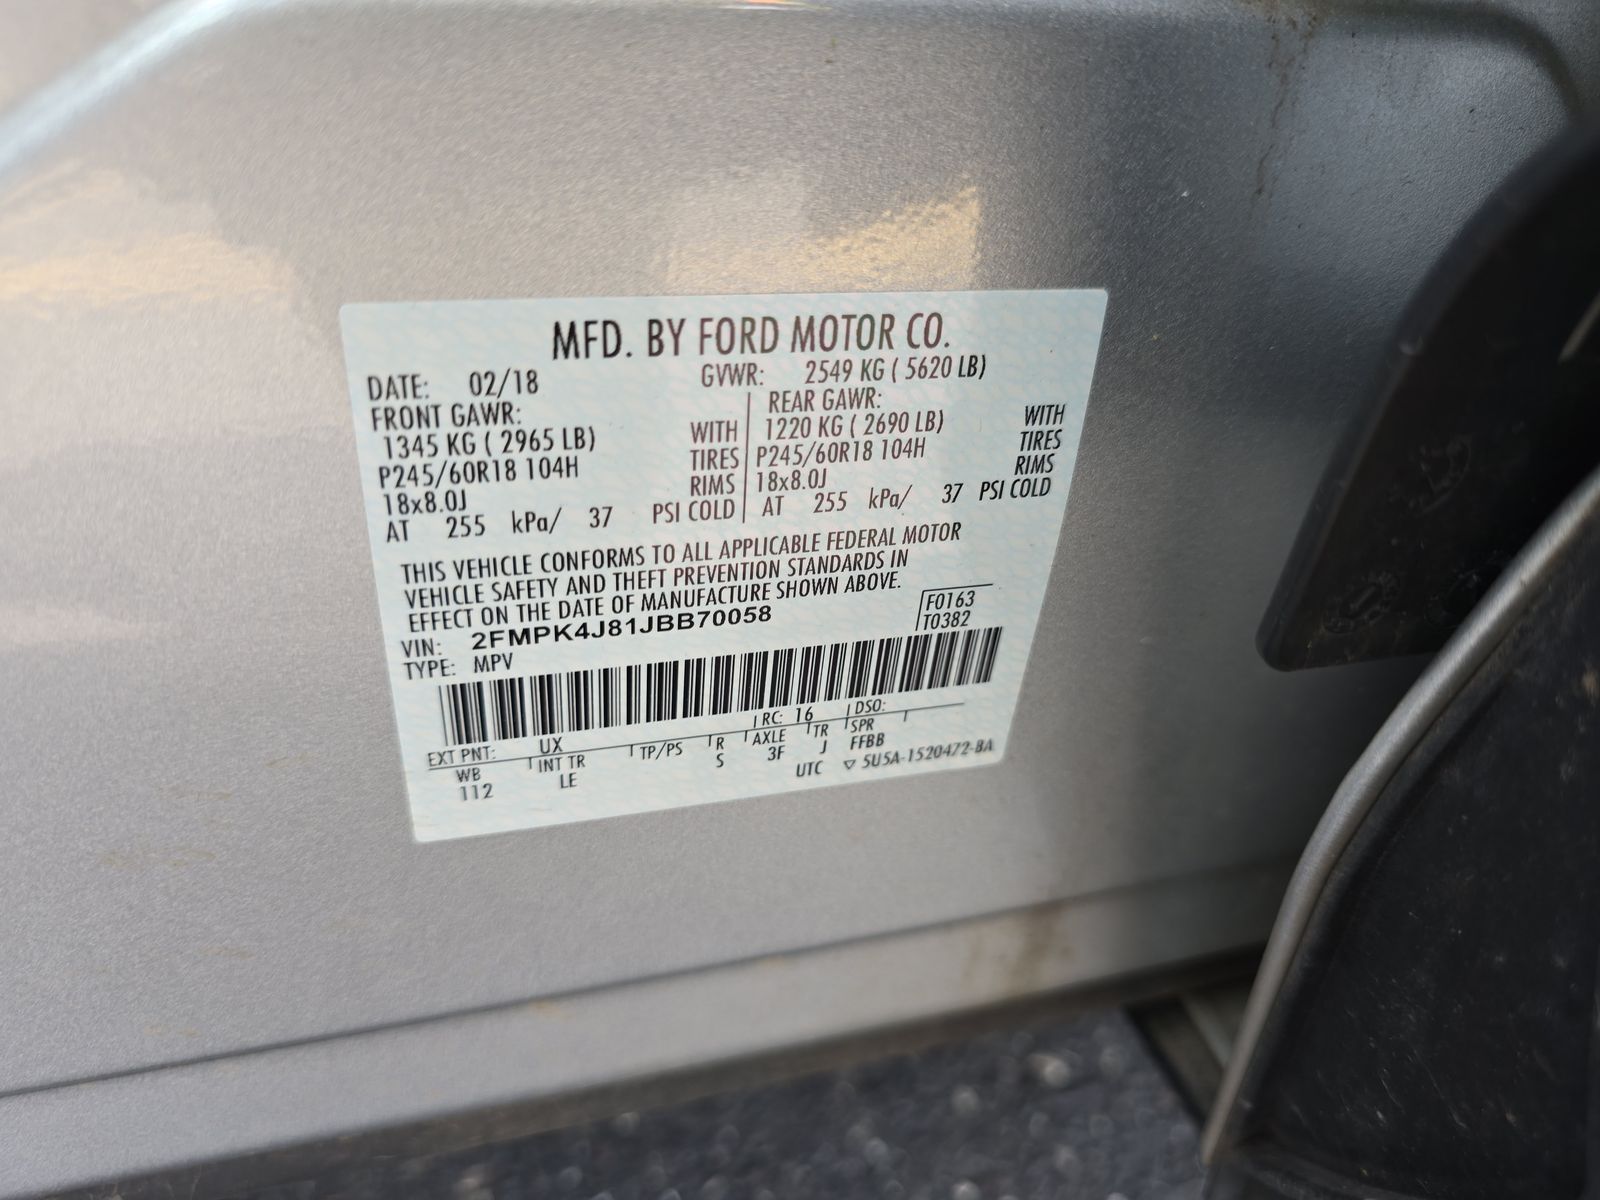 MFD. BY FORD MOTOR CO.
DATE: 02/18 GVWR: 2549 KG ( 5620 LB)
FRONT GAWR: REAR GAWR:
1345 KG ( 2965 LB) WITH 1220 KG ( 2690 LB) WITH
P245/60R18 104H TIRES P245/60R18 104H TIRES
18x8.0J RIMS 18x8.0J RIMS
AT 255 kPa/ 37 PSI COLD AT 255 kPa/ 37 PSI COLD
THIS VEHICLE CONFORMS TO ALL APPLICABLE FEDERAL MOTOR
VEHICLE SAFETY AND THEFT PREVENTION STANDARDS IN
EFFECT ON THE DATE OF MANUFACTURE SHOWN ABOVE.
F0163
VIN: 2FMPK4J81JBB70058 T0382
TYPE: MPV
EXT PNT: UX RC: 16 DSO:
WB INT TR TP/PS R AXLE TR SPR
112 LE S 3F J FFBB
UTC ▽ 5U5A-1520472-BA